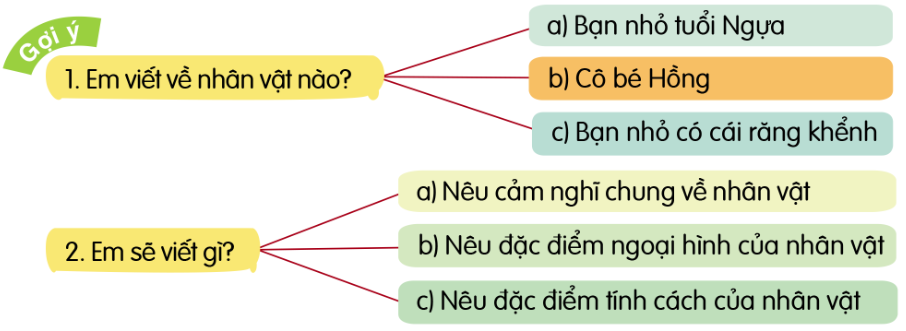 Gợi ý
1. Em viết về nhân vật nào?
a) Bạn nhỏ tuổi Ngựa
b) Cô bé Hồng
c) Bạn nhỏ có cái răng khểnh
2. Em sẽ viết gì?
a) Nêu cảm nghĩ chung về nhân vật
b) Nêu đặc điểm ngoại hình của nhân vật
c) Nêu đặc điểm tính cách của nhân vật